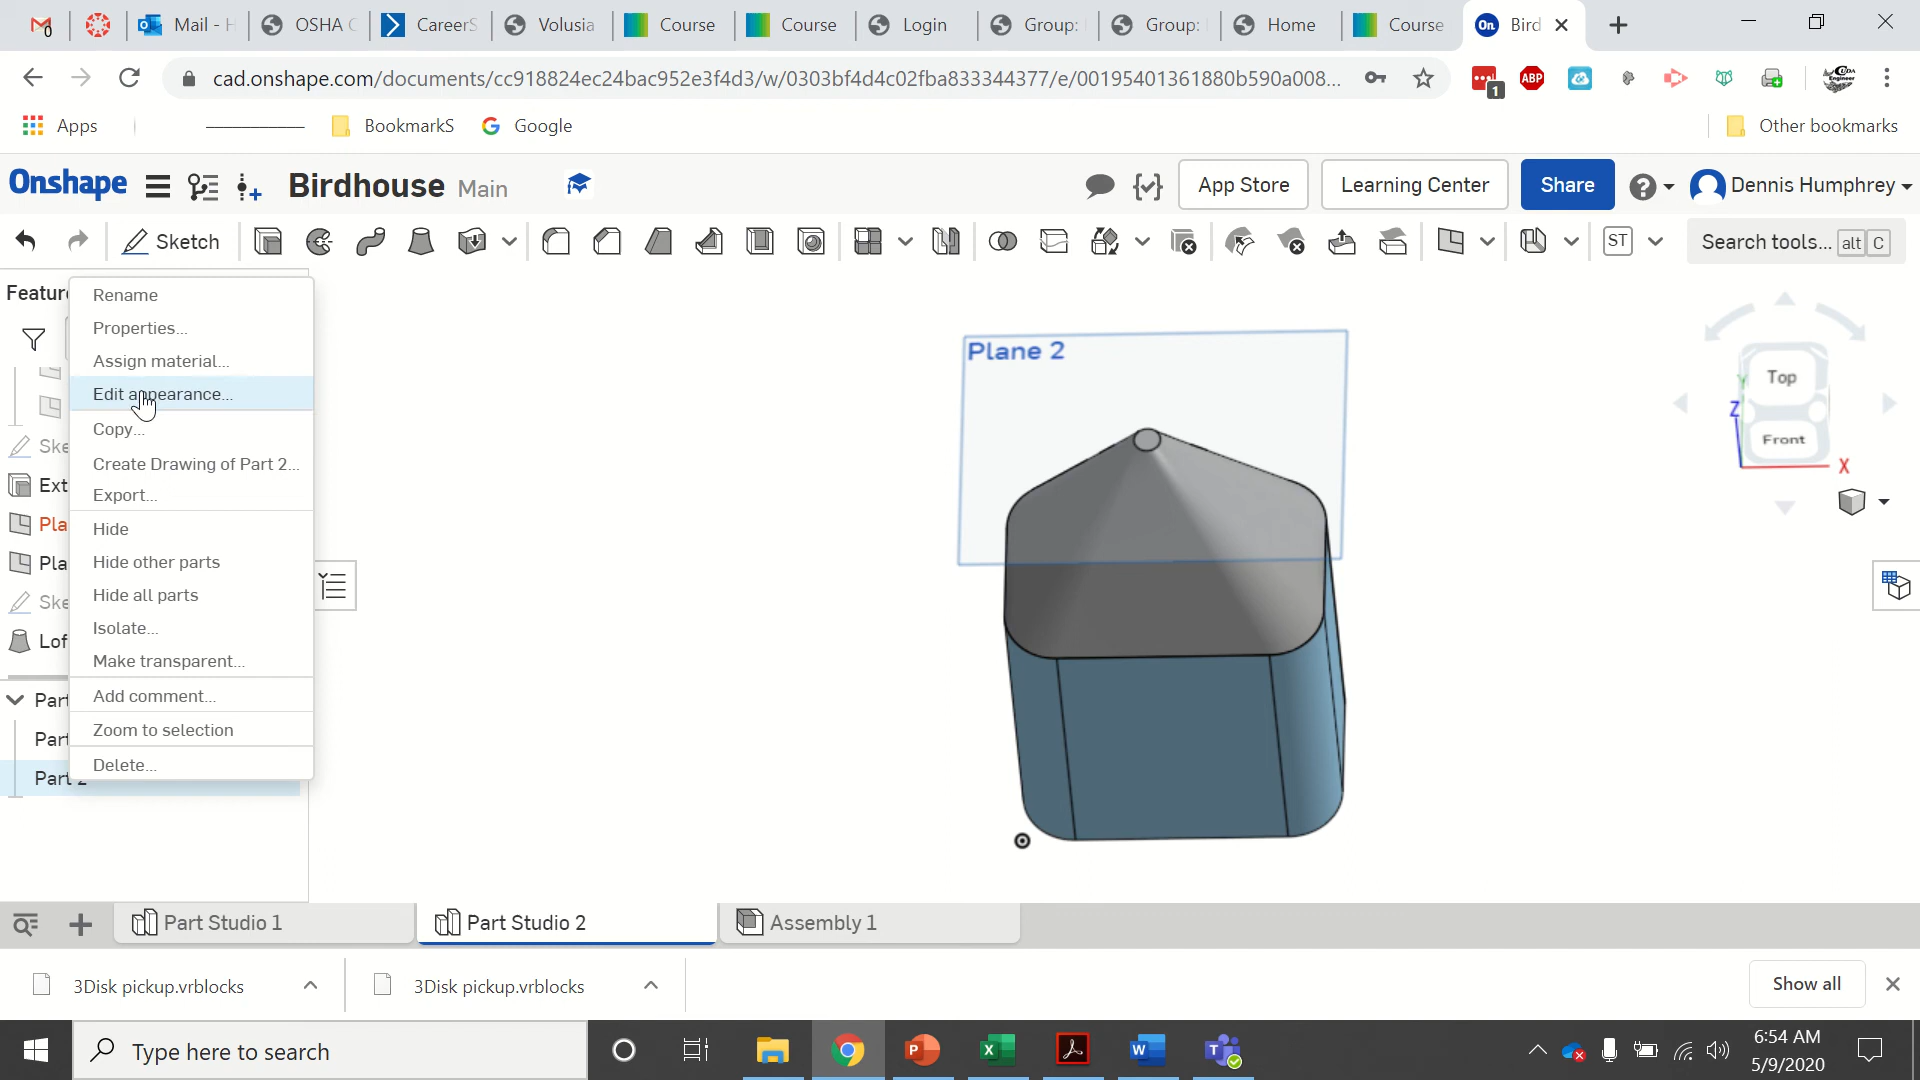 Mail - H
OSHA C
CareerS
Volusia
Course
Course
Login
Group:
Group:
Home
Course
On
Bird
cad.onshape.com/documents/cc918824ec24bac952e3f4d3/w/0303bf4d4c02fba833344377/e/00195401361880b590a008...
1
ABP
Apps
BookmarkS
Google
Other bookmarks
Onshape
Birdhouse Main
App Store
Learning Center
Share
Dennis Humphrey
Sketch
ST
Search tools... alt C
Featur
Rename
Properties...
Assign material...
Edit appearance...
Ske
Copy...
Create Drawing of Part 2...
Ext
Export...
Pla
Hide
Pla
Hide other parts
Ske
Hide all parts
Isolate...
Lof
Make transparent...
Part
Add comment...
Part
Zoom to selection
Part 2
Delete...
Plane 2
Top
Front
Z
X
Y
Part Studio 1
Part Studio 2
Assembly 1
3Disk pickup.vrblocks
3Disk pickup.vrblocks
Show all
Type here to search
6:54 AM
5/9/2020